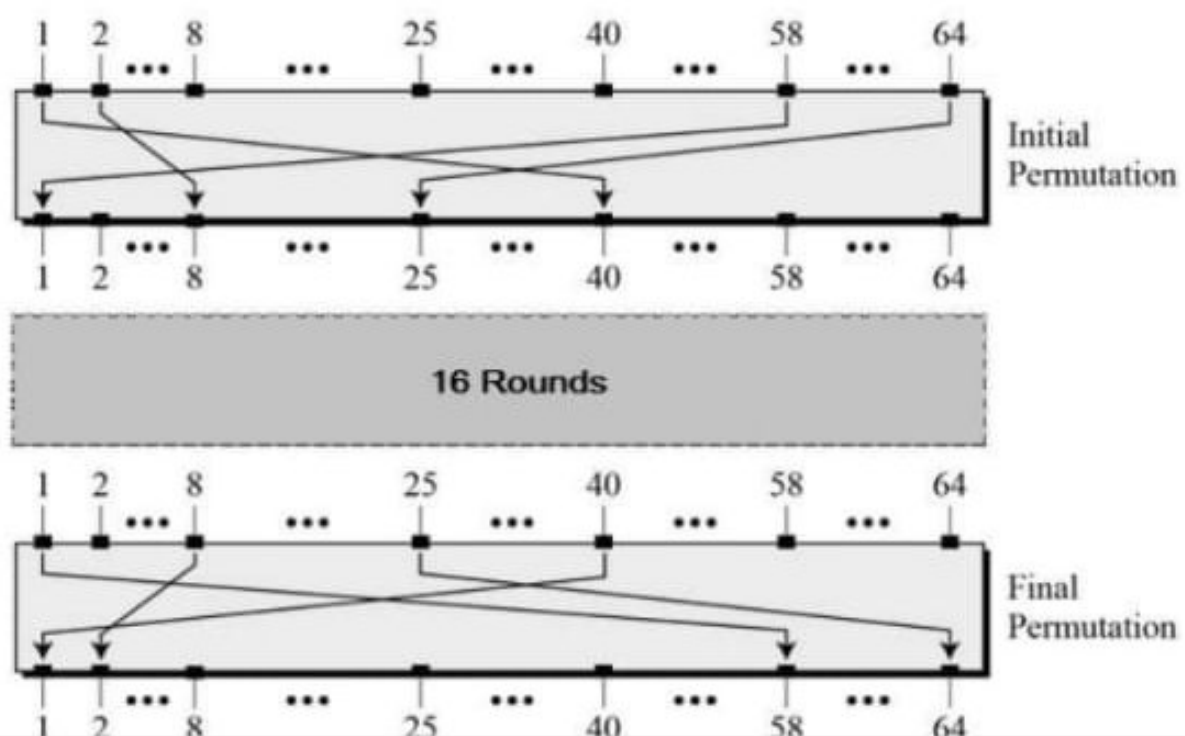 1 2 8 25 40 58 64
••• ••• ••• ••• •••
Initial
Permutation
••• ••• ••• ••• •••
1 2 8 25 40 58 64
16 Rounds
1 2 8 25 40 58 64
••• ••• ••• ••• •••
Final
Permutation
••• ••• ••• ••• •••
1 2 8 25 40 58 64